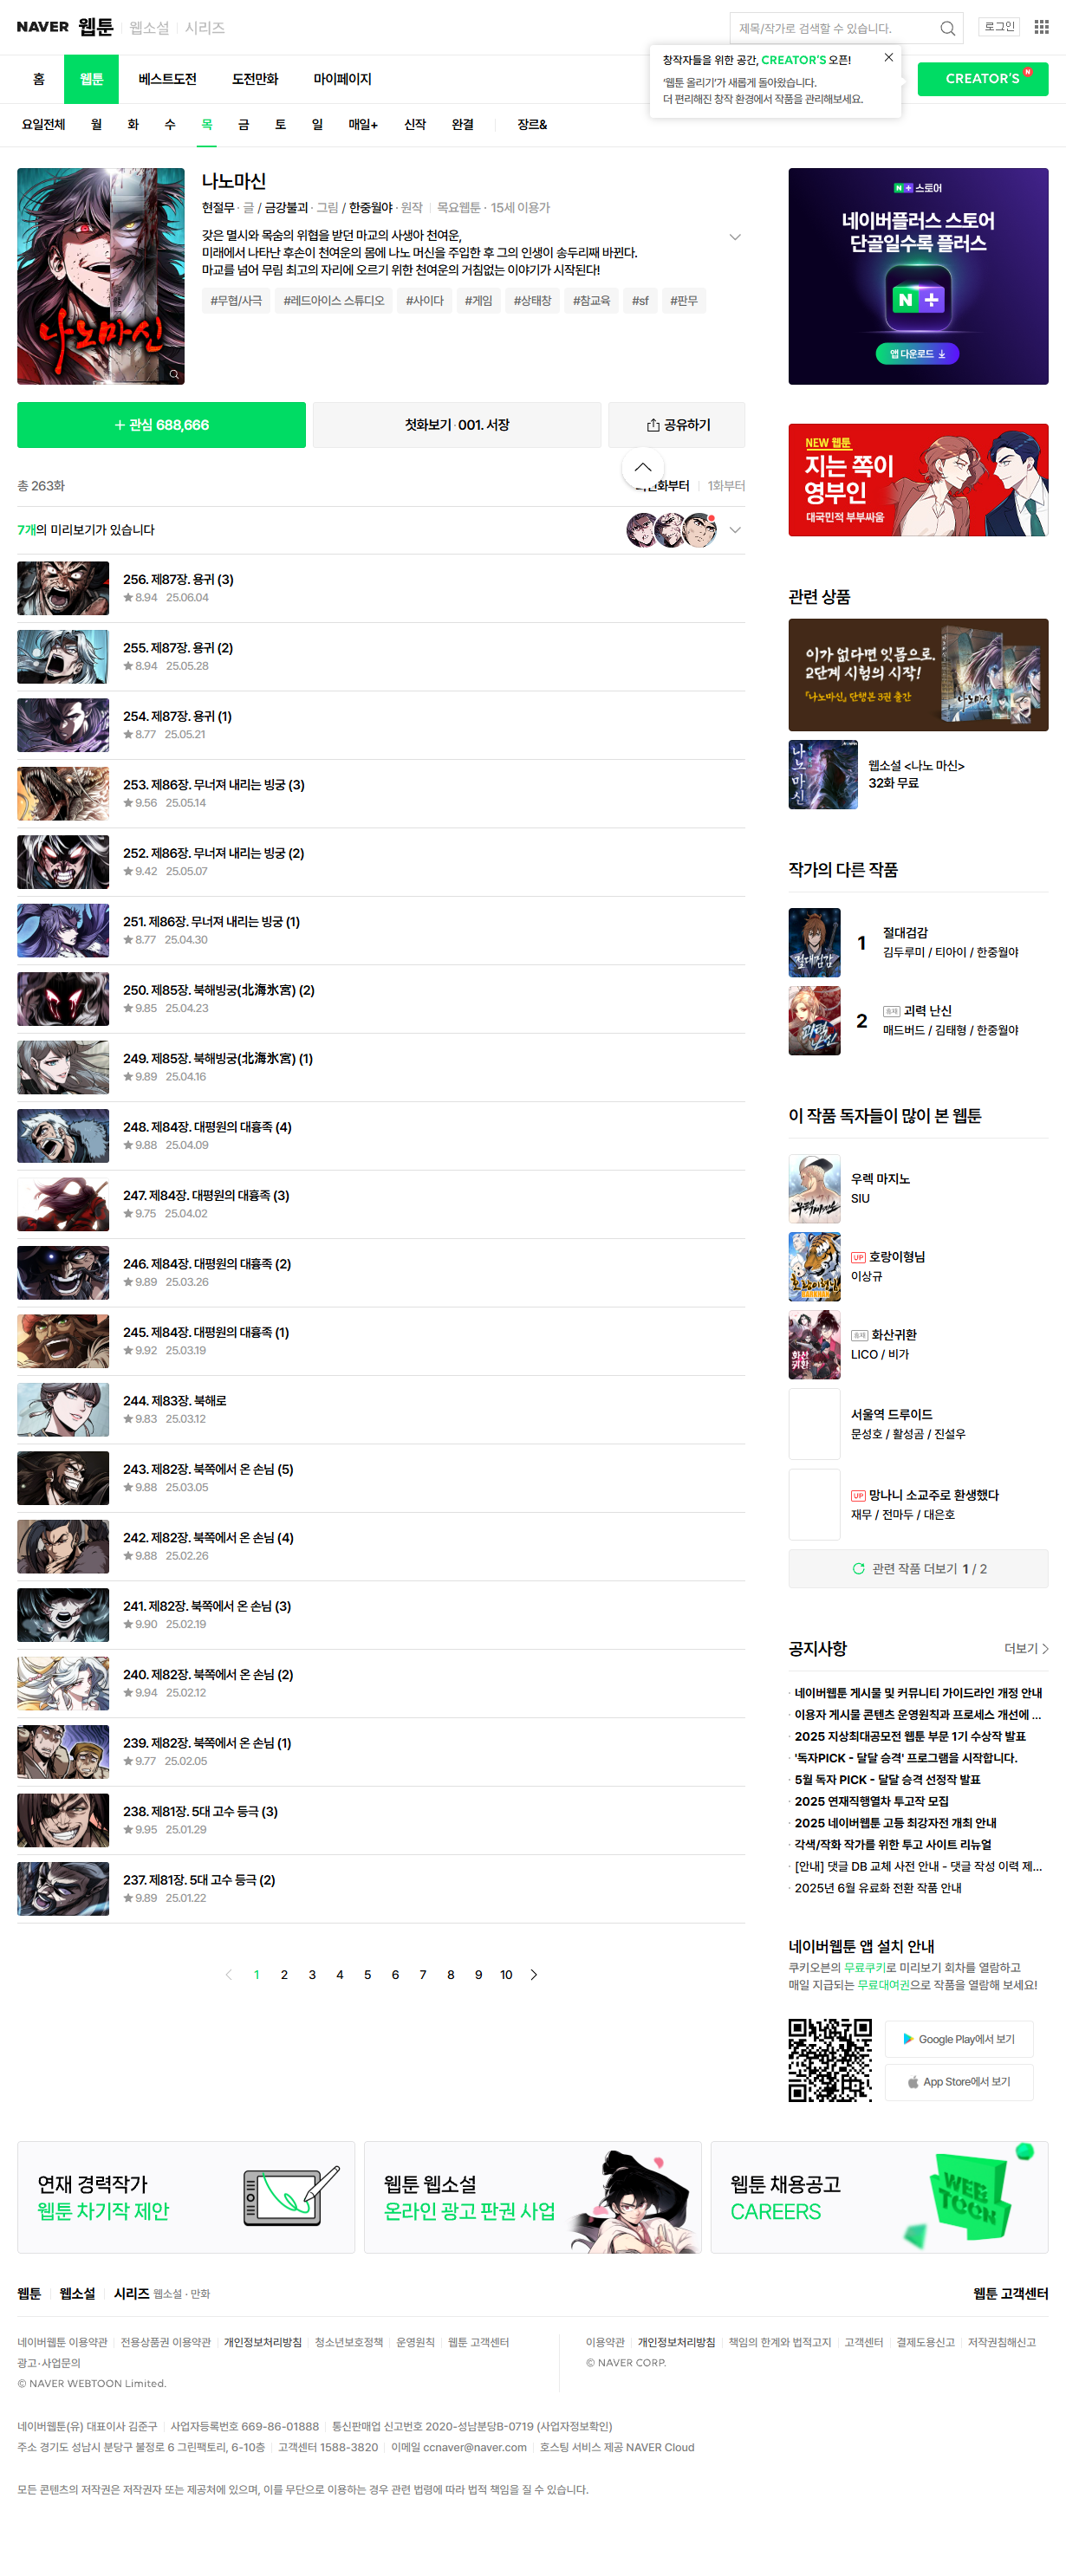 NAVER 웹툰 웹소설 시리즈
제목/작가로 검색할 수 있습니다.
로그인
홈 웹툰 베스트도전 도전만화 마이페이지
창작자들을 위한 공간, CREATOR'S 오픈!
'웹툰 올리기'가 새롭게 돌아왔습니다.
더 편리해진 창작 환경에서 작품을 관리해보세요.
CREATOR'S N
요일전체 월 화 수 목 금 토 일 매일+ 신작 완결 장르&
나노마신
나노마신
현절무 · 글 / 금강불괴 · 그림 / 한중월야 · 원작 목요웹툰 · 15세 이용가
갖은 멸시와 목숨의 위협을 받던 마교의 사생아 천여운,
미래에서 나타난 후손이 천여운의 몸에 나노 머신을 주입한 후 그의 인생이 송두리째 바뀐다.
마교를 넘어 무림 최고의 자리에 오르기 위한 천여운의 거침없는 이야기가 시작된다!
#무협/사극 #레드아이스 스튜디오 #사이다 #게임 #상태창 #참교육 #sf #판무
+ 관심 688,666
첫화보기 · 001. 서장
공유하기
총 263화
1화부터
7개의 미리보기가 있습니다
256. 제87장. 용귀 (3)
★8.94 25.06.04
255. 제87장. 용귀 (2)
★8.94 25.05.28
254. 제87장. 용귀 (1)
★8.77 25.05.21
253. 제86장. 무너져 내리는 빙궁 (3)
★9.56 25.05.14
252. 제86장. 무너져 내리는 빙궁 (2)
★9.42 25.05.07
251. 제86장. 무너져 내리는 빙궁 (1)
★8.77 25.04.30
250. 제85장. 북해빙궁(北海氷宮) (2)
★9.85 25.04.23
249. 제85장. 북해빙궁(北海氷宮) (1)
★9.89 25.04.16
248. 제84장. 대평원의 대흉족 (4)
★9.88 25.04.09
247. 제84장. 대평원의 대흉족 (3)
★9.75 25.04.02
246. 제84장. 대평원의 대흉족 (2)
★9.89 25.03.26
245. 제84장. 대평원의 대흉족 (1)
★9.92 25.03.19
244. 제83장. 북해로
★9.83 25.03.12
243. 제82장. 북쪽에서 온 손님 (5)
★9.88 25.03.05
242. 제82장. 북쪽에서 온 손님 (4)
★9.88 25.02.26
241. 제82장. 북쪽에서 온 손님 (3)
★9.90 25.02.19
240. 제82장. 북쪽에서 온 손님 (2)
★9.94 25.02.12
239. 제82장. 북쪽에서 온 손님 (1)
★9.77 25.02.05
238. 제81장. 5대 고수 등극 (3)
★9.95 25.01.29
237. 제81장. 5대 고수 등극 (2)
★9.89 25.01.22
1 2 3 4 5 6 7 8 9 10
N+ 스토어
네이버플러스 스토어
단골일수록 플러스
N+
앱 다운로드
NEW 웹툰
지는 쪽이
영부인
대국민적 부부싸움
관련 상품
이가 없다면 잇몸으로.
2단계 시험의 시작!
『나노마신』 단행본 3권 출간
나노마신
웹소설 <나노 마신>
32화 무료
작가의 다른 작품
절대검감
1
절대검감
김두루미 / 티아이 / 한중월야
괴력난신
2
휴재 괴력 난신
매드버드 / 김태형 / 한중월야
이 작품 독자들이 많이 본 웹툰
우렉마지노
우렉 마지노
SIU
호랑이형님
UP 호랑이형님
이상규
화산귀환
휴재 화산귀환
LICO / 비가
서울역 드루이드
문성호 / 활성곰 / 진설우
UP 망나니 소교주로 환생했다
재무 / 전마두 / 대은호
관련 작품 더보기 1 / 2
공지사항
더보기
· 네이버웹툰 게시물 및 커뮤니티 가이드라인 개정 안내
· 이용자 게시물 콘텐츠 운영원칙과 프로세스 개선에 ...
· 2025 지상최대공모전 웹툰 부문 1기 수상작 발표
· '독자PICK - 달달 승격' 프로그램을 시작합니다.
· 5월 독자 PICK - 달달 승격 선정작 발표
· 2025 연재직행열차 투고작 모집
· 2025 네이버웹툰 고등 최강자전 개최 안내
· 각색/작화 작가를 위한 투고 사이트 리뉴얼
· [안내] 댓글 DB 교체 사전 안내 - 댓글 작성 이력 제...
· 2025년 6월 유료화 전환 작품 안내
네이버웹툰 앱 설치 안내
쿠키오븐의 무료쿠키로 미리보기 회차를 열람하고
매일 지급되는 무료대여권으로 작품을 열람해 보세요!
Google Play에서 보기
App Store에서 보기
연재 경력작가
웹툰 차기작 제안
웹툰 웹소설
온라인 광고 판권 사업
웹툰 채용공고
CAREERS
WEBTOON
웹툰 웹소설 시리즈 웹소설 · 만화
웹툰 고객센터
네이버웹툰 이용약관 전용상품권 이용약관 개인정보처리방침 청소년보호정책 운영원칙 웹툰 고객센터
광고·사업문의
© NAVER WEBTOON Limited.
이용약관 개인정보처리방침 책임의 한계와 법적고지 고객센터 결제도용신고 저작권침해신고
© NAVER CORP.
네이버웹툰(유) 대표이사 김준구 사업자등록번호 669-86-01888 통신판매업 신고번호 2020-성남분당B-0719 (사업자정보확인)
주소 경기도 성남시 분당구 불정로 6 그린팩토리, 6-10층 고객센터 1588-3820 이메일 ccnaver@naver.com 호스팅 서비스 제공 NAVER Cloud
모든 콘텐츠의 저작권은 저작권자 또는 제공처에 있으며, 이를 무단으로 이용하는 경우 관련 법령에 따라 법적 책임을 질 수 있습니다.